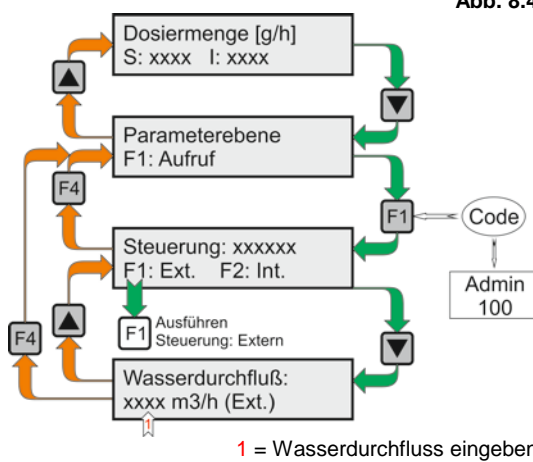 Abb. 8.4
Dosiermenge [g/h]
S: xxxx I: xxxx
Parameterebene
F1: Aufruf
F4
F1
Code
Steuerung: xxxxxx
F1: Ext. F2: Int.
Admin
100
F1
Ausführen
Steuerung: Extern
F4
Wasserdurchfluß:
xxxx m3/h (Ext.)
1
1 = Wasserdurchfluss eingeben